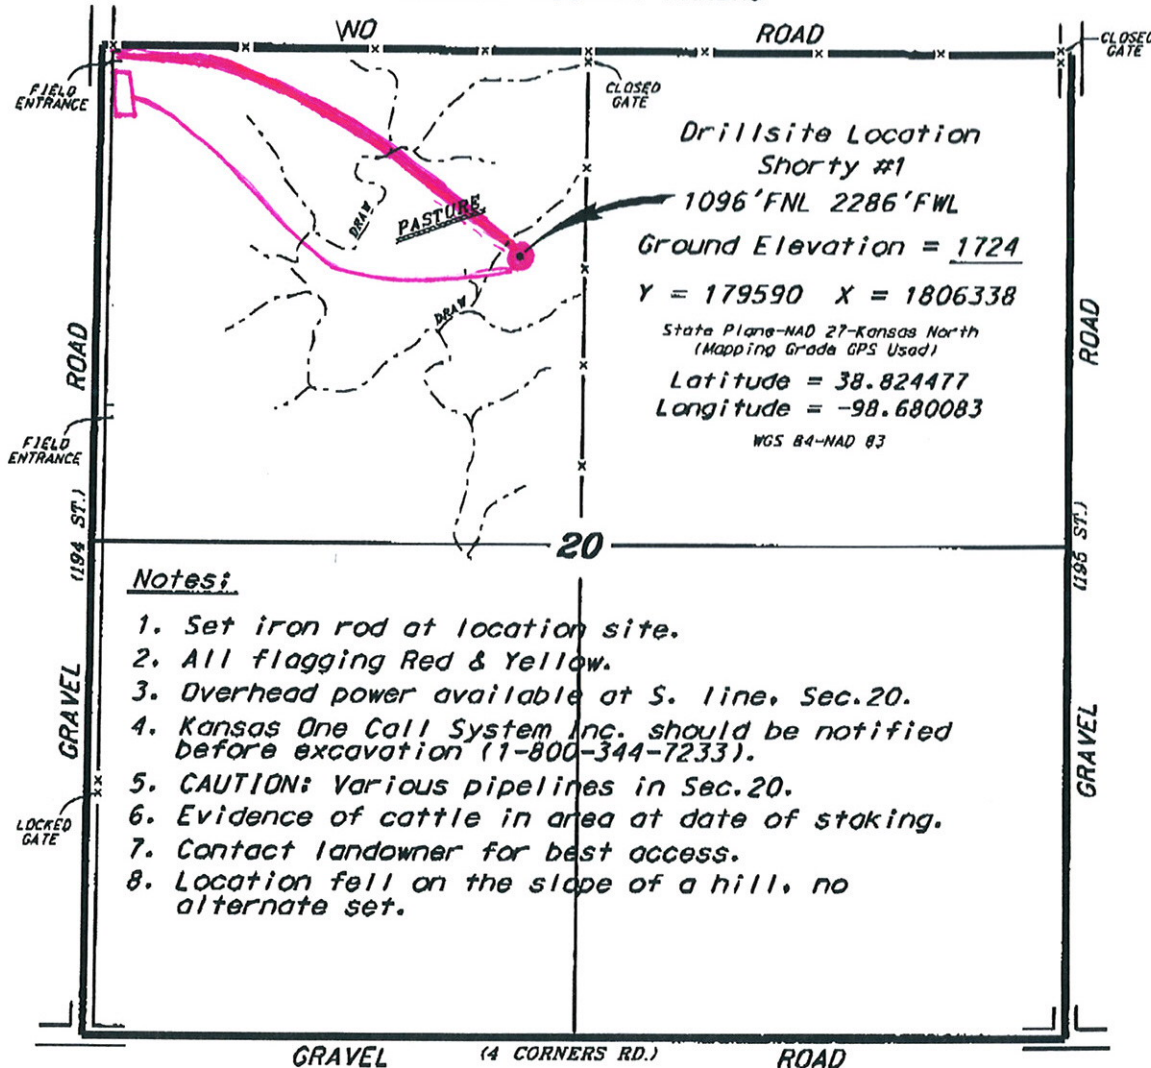 WO ROAD
CLOSED
GATE
FIELD
ENTRANCE
CLOSED
GATE
Drillsite Location
Shorty #1
1096'FNL 2286'FWL
Ground Elevation = 1724
Y = 179590 X = 1806338
State Plane-NAD 27-Kansas North
(Mapping Grade GPS Used)
Latitude = 38.824477
Longitude = -98.680083
WGS 84-NAD 83
DRAW
PASTURE
DRAW
ROAD
ROAD
FIELD
ENTRANCE
(194 ST.)
(195 ST.)
20
Notes:
1. Set iron rod at location site.
2. All flagging Red & Yellow.
3. Overhead power available at S. line, Sec.20.
4. Kansas One Call System Inc. should be notified
before excavation (1-800-344-7233).
5. CAUTION: Various pipelines in Sec.20.
6. Evidence of cattle in area at date of staking.
7. Contact landowner for best access.
8. Location fell on the slope of a hill, no
alternate set.
GRAVEL
GRAVEL
LOCKED
GATE
GRAVEL (4 CORNERS RD.) ROAD